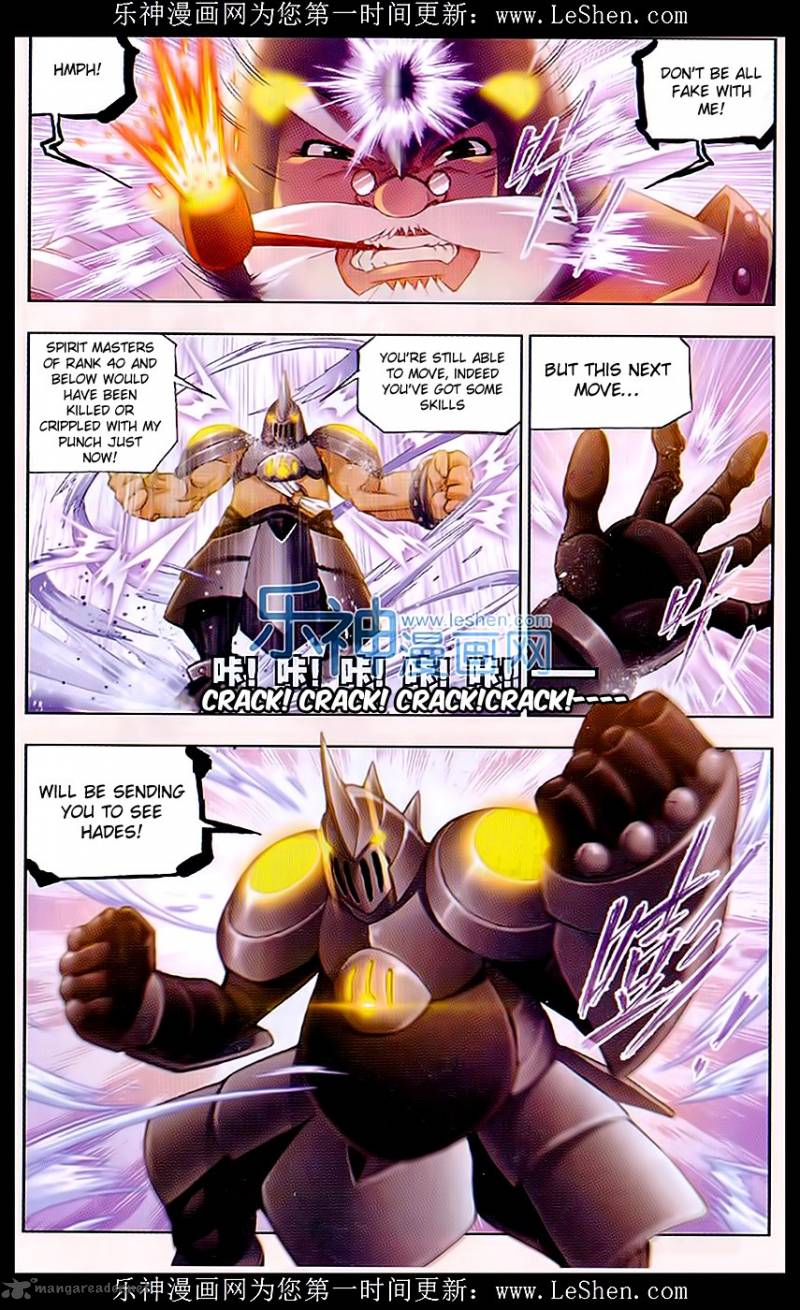 乐神漫画网为您第一时间更新：www.LeShen.com
HMPH!
DON'T BE ALL
FAKE WITH
ME!
咔
SPIRIT MASTERS
OF RANK 40 AND
BELOW WOULD
HAVE BEEN
KILLED OR
CRIPPLED WITH MY
PUNCH JUST
NOW!
YOU'RE STILL ABLE
TO MOVE, INDEED
YOU'VE GOT SOME
SKILLS
BUT THIS NEXT
MOVE...
咔
www.leshen.com
乐神漫画网
咔！咔！咔！咔！咔！——
CRACK! CRACK! CRACK!CRACK!----
WILL BE SENDING
YOU TO SEE
HADES!
乐神漫画网为您第一时间更新：www.LeShen.com